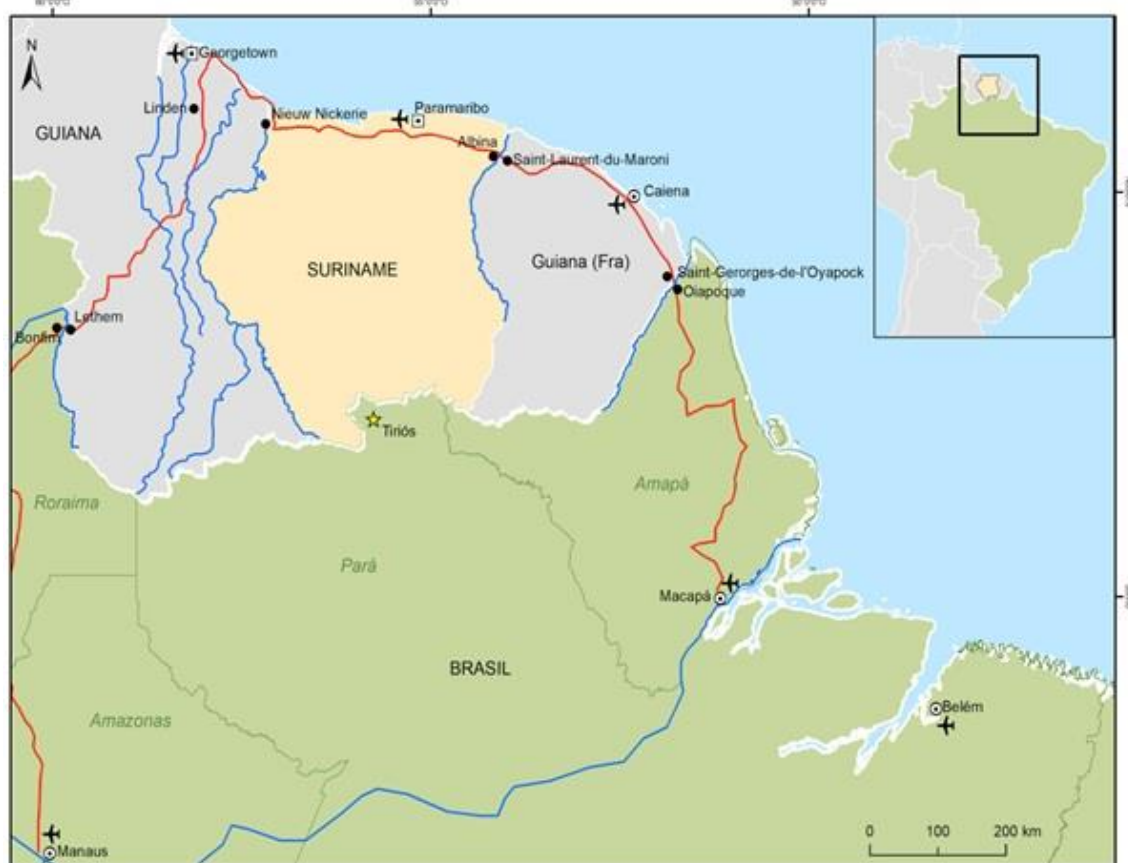 N
Georgetown
Linden
Nieuw Nickerie
Paramaribo
GUIANA
Albina
Saint-Laurent-du-Maroni
Caiena
SURINAME
Guiana (Fra)
Saint-Gerorges-de-l'Oyapock
Oiapoque
Lethem
Bonfim
Tiriós
Roraima
Amapá
Pará
Macapá
BRASIL
Amazonas
Belém
0 100 200 km
Manaus